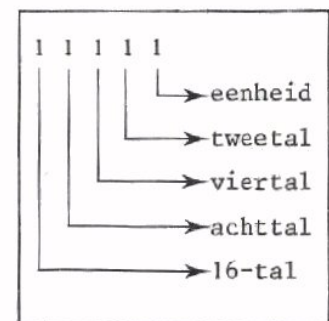 1 1 1 1 1
eenheid
tweetal
viertal
achttal
16-tal